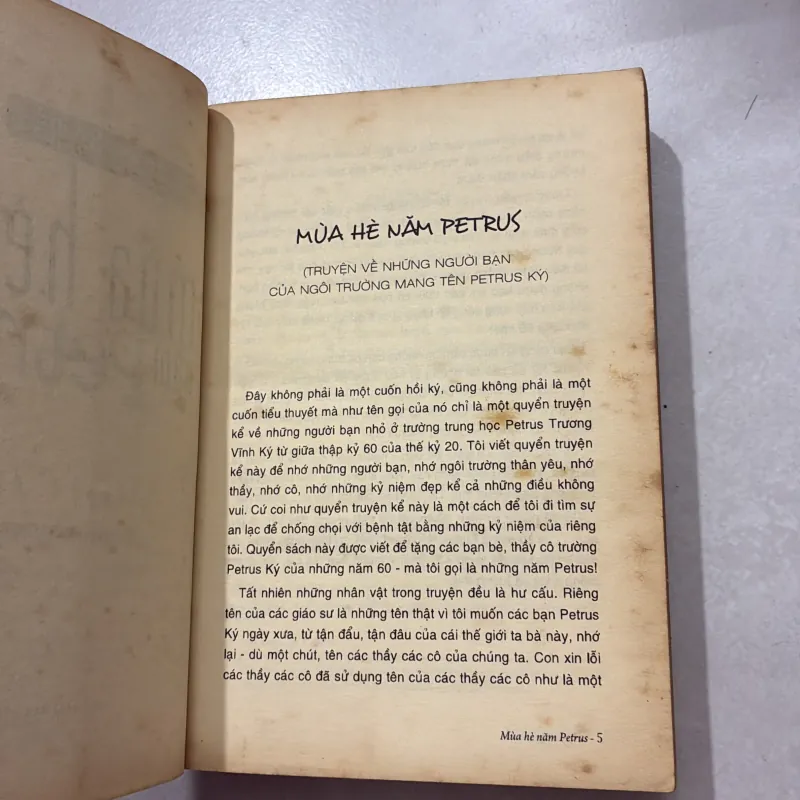 MÙA HÈ NĂM PETRUS
(TRUYỆN VỀ NHỮNG NGƯỜI BẠN
CỦA NGÔI TRƯỜNG MANG TÊN PETRUS KÝ)
Đây không phải là một cuốn hồi ký, cũng không phải là một
cuốn tiểu thuyết mà như tên gọi của nó chỉ là một quyển truyện
kể về những người bạn nhỏ ở trường trung học Petrus Trương
Vĩnh Ký từ giữa thập kỷ 60 của thế kỷ 20. Tôi viết quyển truyện
kể này để nhớ những người bạn, nhớ ngôi trường thân yêu, nhớ
thầy, nhớ cô, nhớ những kỷ niệm đẹp kể cả những điều không
vui. Cứ coi như quyển truyện kể này là một cách để tôi đi tìm sự
an lạc để chống chọi với bệnh tật bằng những kỷ niệm của riêng
tôi. Quyển sách này được viết để tặng các bạn bè, thầy cô trường
Petrus Ký của những năm 60 - mà tôi gọi là những năm Petrus!
Tất nhiên những nhân vật trong truyện đều là hư cấu. Riêng
tên của các giáo sư là những tên thật vì tôi muốn các bạn Petrus
Ký ngày xưa, từ tận đẩu, tận đâu của cái thế giới ta bà này, nhớ
lại - dù một chút, tên các thầy các cô của chúng ta. Con xin lỗi
các thầy các cô đã sử dụng tên của các thầy các cô như là một
Mùa hè năm Petrus - 5